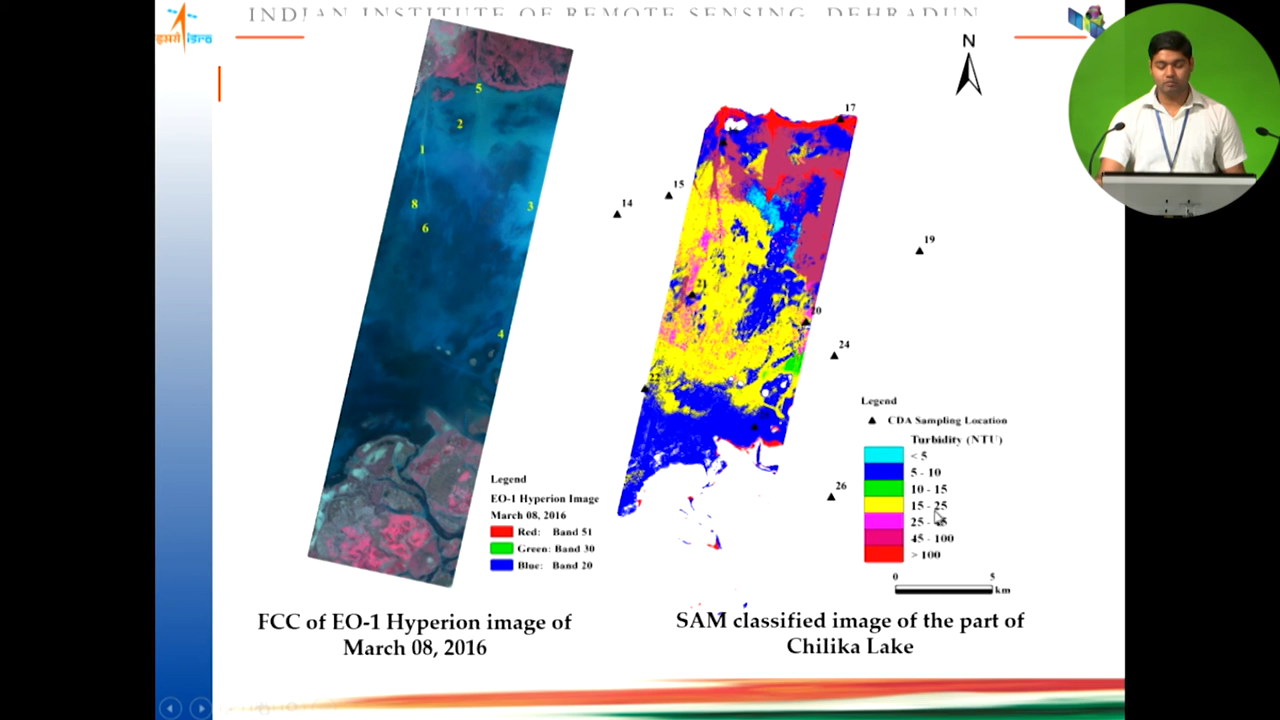 INDIAN INSTITUTE OF REMOTE SENSING, DEHRADUN
इसरो isro
N
5
2
1
8
3
6
4
17
15
14
19
21
20
24
22
26
Legend
EO-1 Hyperion Image
March 08, 2016
Red: Band 51
Green: Band 30
Blue: Band 20
Legend
CDA Sampling Location
Turbidity (NTU)
< 5
5 - 10
10 - 15
15 - 25
25 - 45
45 - 100
> 100
0 5
km
FCC of EO-1 Hyperion image of
March 08, 2016
SAM classified image of the part of
Chilika Lake